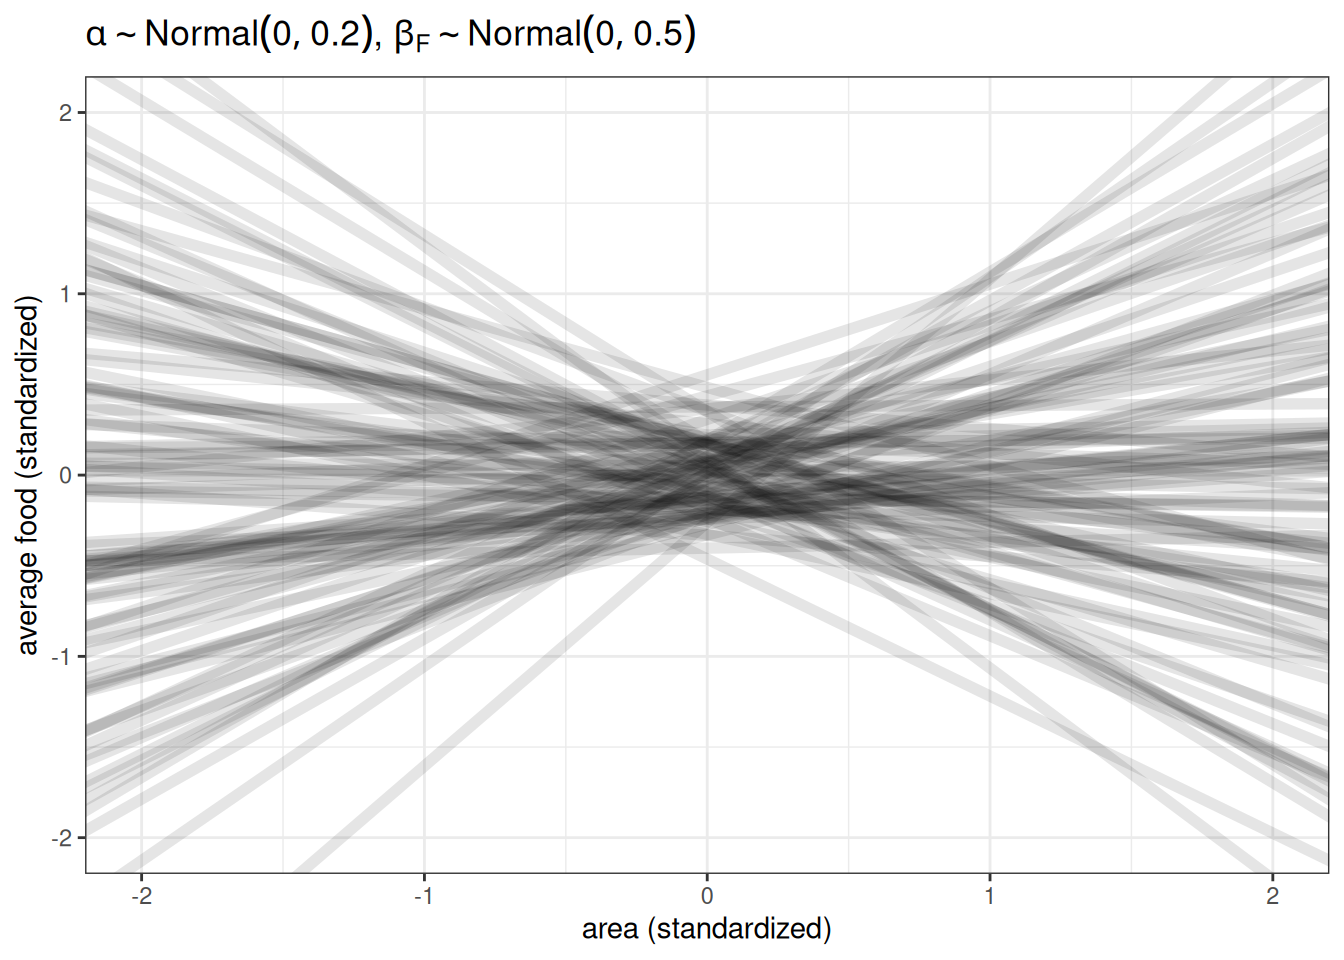 α ~ Normal(0, 0.2), β_F ~ Normal(0, 0.5)
average food (standardized)
2
1
0
-1
-2
-2 -1 0 1 2
area (standardized)